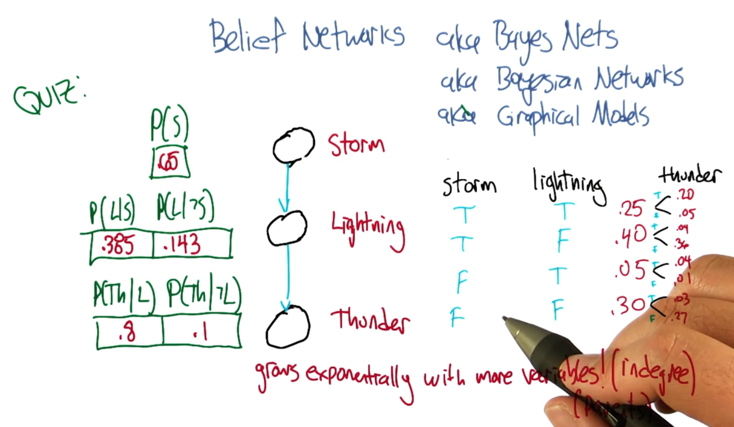 Belief Networks aka Bayes Nets
aka Bayesian Networks
aka Graphical Models
QUIZ:
P(S)
.65
P(L|S) P(L|¬S)
.385 .143
P(Th|L) P(Th|¬L)
.8 .1
Storm
Lightning
Thunder
storm lightning thunder
T T .25 T .20
F .05
T F .40 T .04
F .36
F T .05 T .04
F .01
F F .30 T .03
F .27
grows exponentially with more variables! (indegree)